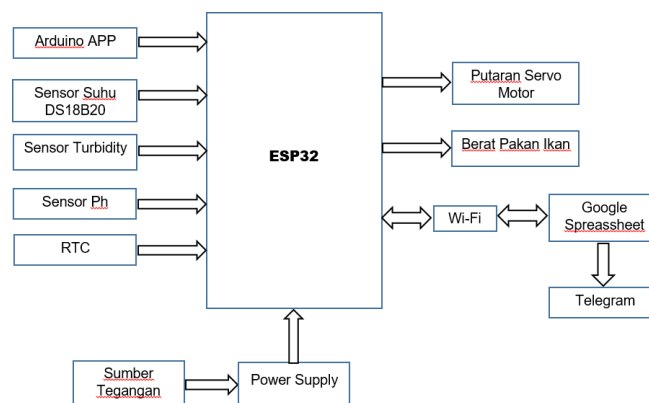 Arduino APP
Sensor Suhu
DS18B20
Sensor Turbidity
Sensor Ph
RTC
ESP32
Putaran Servo
Motor
Berat Pakan Ikan
Wi-Fi
Google
Spreassheet
Telegram
Sumber
Tegangan
Power Supply